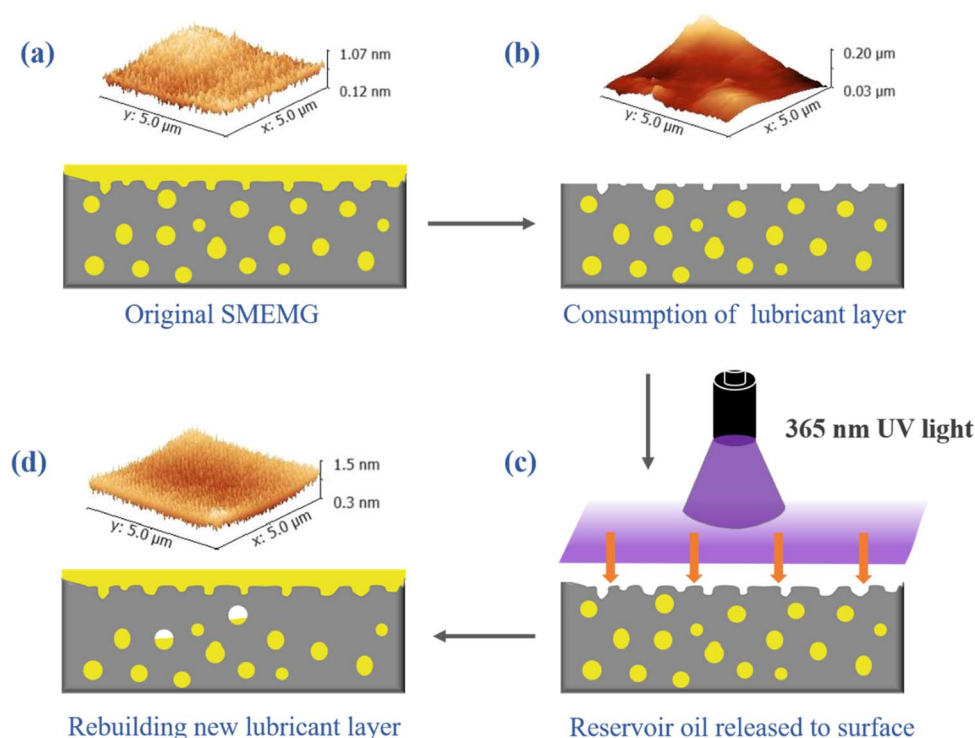 (a)
1.07 nm
0.12 nm
y: 5.0 µm
x: 5.0 µm
Original SMEMG
(b)
0.20 µm
0.03 µm
y: 5.0 µm
x: 5.0 µm
Consumption of lubricant layer
365 nm UV light
(c)
Reservoir oil released to surface
(d)
1.5 nm
0.3 nm
y: 5.0 µm
x: 5.0 µm
Rebuilding new lubricant layer